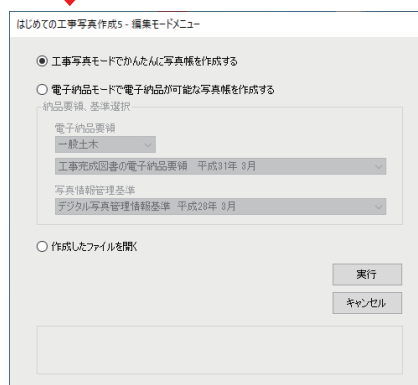 はじめての工事写真作成5 - 編集モードメニュー
工事写真モードでかんたんに写真帳を作成する
電子納品モードで電子納品が可能な写真帳を作成する
納品要領、基準選択
電子納品要領
一般土木
工事完成図書の電子納品要領 平成31年 3月
写真情報管理基準
デジタル写真管理情報基準 平成28年 3月
作成したファイルを開く
実行
キャンセル